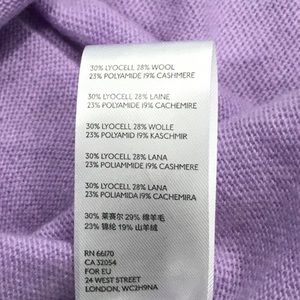 30% LYOCELL 28% WOOL
23% POLYAMIDE 19% CASHMERE
30% LYOCELL 28% LAINE
23% POLYAMIDE 19% CACHEMIRE
30% LYOCELL 28% WOLLE
23% POLYAMID 19% KASCHMIR
30% LYOCELL 28% LANA
23% POLIAMMIDE 19% CASHMERE
30% LYOCELL 28% LANA
23% POLIAMIDA 19% CACHEMIRA
30% 莱赛尔 29% 绵羊毛
23% 锦纶 19% 山羊绒
RN 66170
CA 32054
FOR EU
24 WEST STREET
LONDON, WC2H9NA